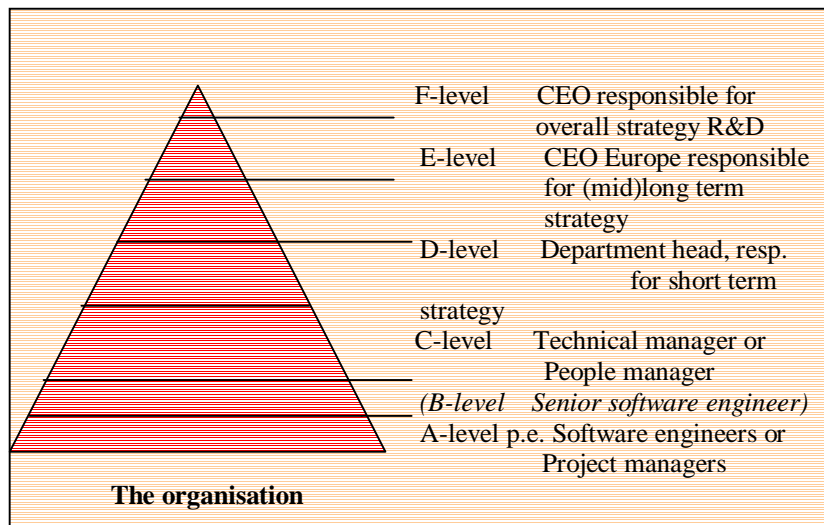 F-level CEO responsible for
overall strategy R&D
E-level CEO Europe responsible
for (mid)long term
strategy
D-level Department head, resp.
for short term
strategy
C-level Technical manager or
People manager
(B-level Senior software engineer)
A-level p.e. Software engineers or
Project managers
The organisation